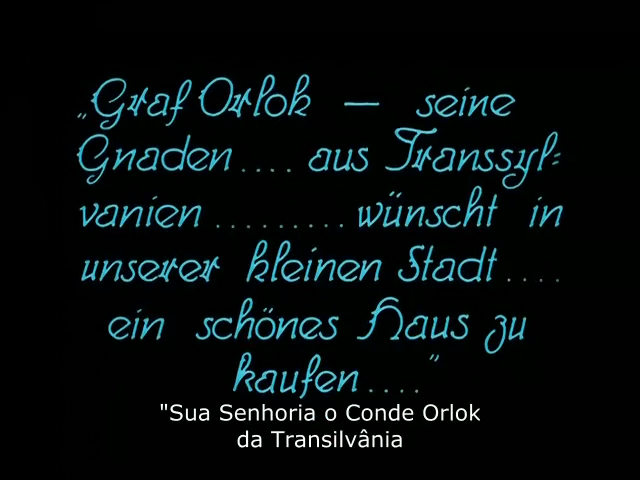 „Graf Orlok — seine
Gnaden .... aus Transsyl=
vanien ......... wünscht in
unserer kleinen Stadt ....
ein schönes Haus zu
kaufen ...."
"Sua Senhoria o Conde Orlok
da Transilvânia